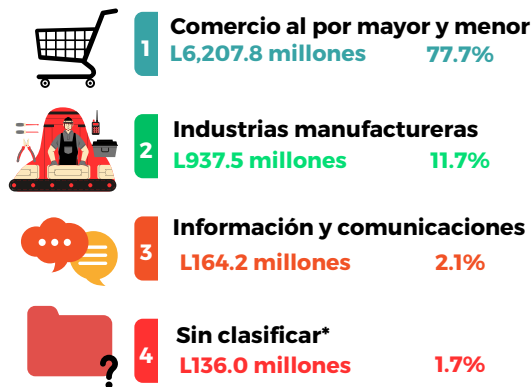 1
Comercio al por mayor y menor
L6,207.8 millones 77.7%
2
Industrias manufactureras
L937.5 millones 11.7%
3
Información y comunicaciones
L164.2 millones 2.1%
4
Sin clasificar*
L136.0 millones 1.7%
?